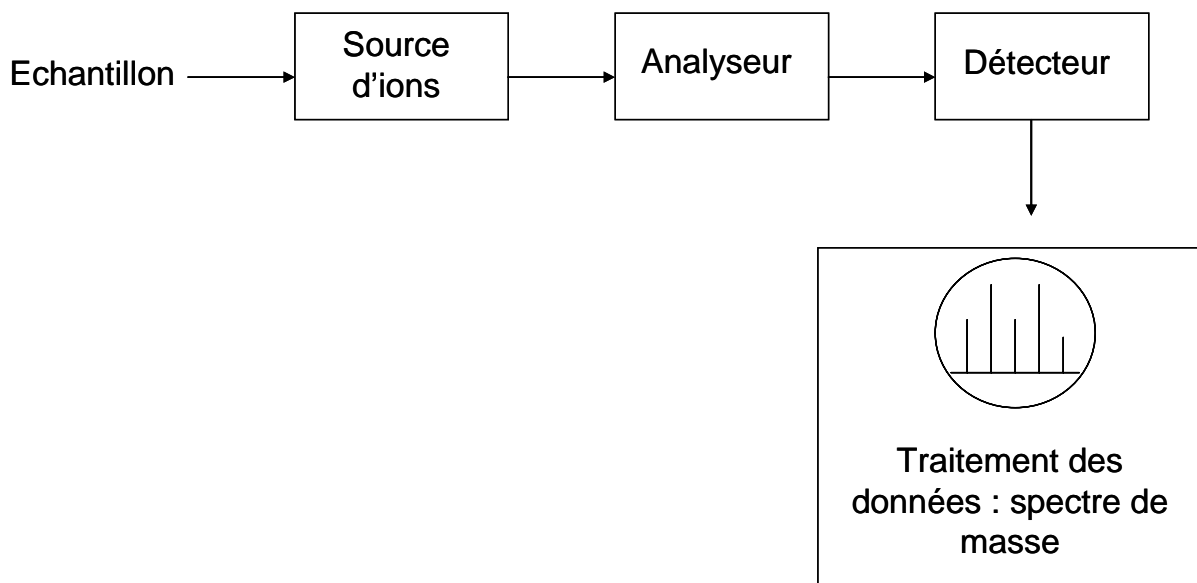 Echantillon
Source
d'ions
Analyseur
Détecteur
Traitement des
données : spectre de
masse